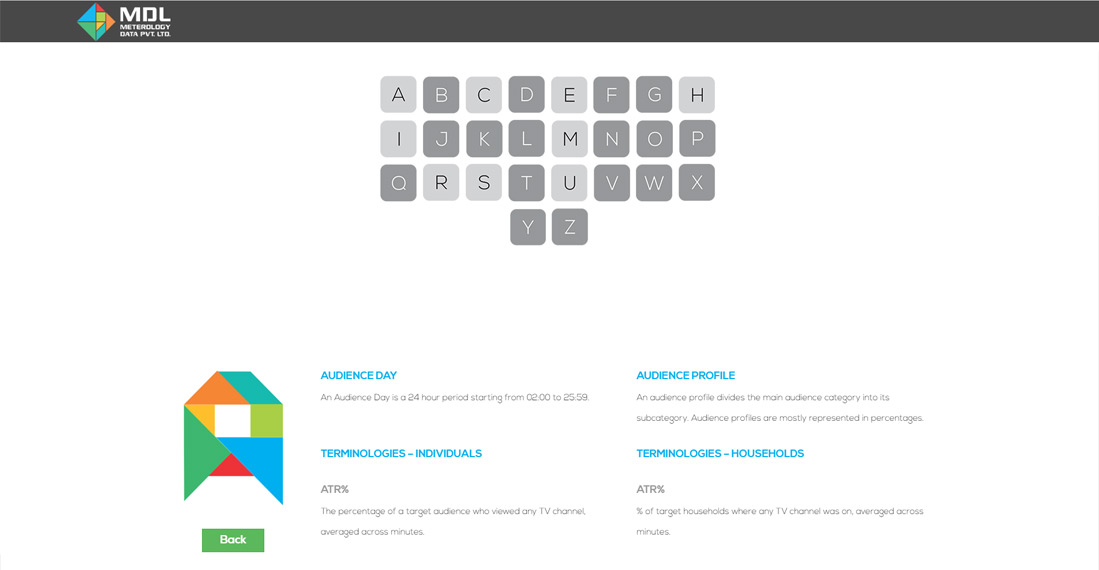 MDL
METEROLOGY
DATA PVT. LTD.
A B C D E F G H
I J K L M N O P
Q R S T U V W X
Y Z
AUDIENCE DAY
An Audience Day is a 24 hour period starting from 02:00 to 25:59.
AUDIENCE PROFILE
An audience profile divides the main audience category into its
subcategory. Audience profiles are mostly represented in percentages.
TERMINOLOGIES – INDIVIDUALS
ATR%
The percentage of a target audience who viewed any TV channel,
averaged across minutes.
TERMINOLOGIES – HOUSEHOLDS
ATR%
% of target households where any TV channel was on, averaged across
minutes.
Back